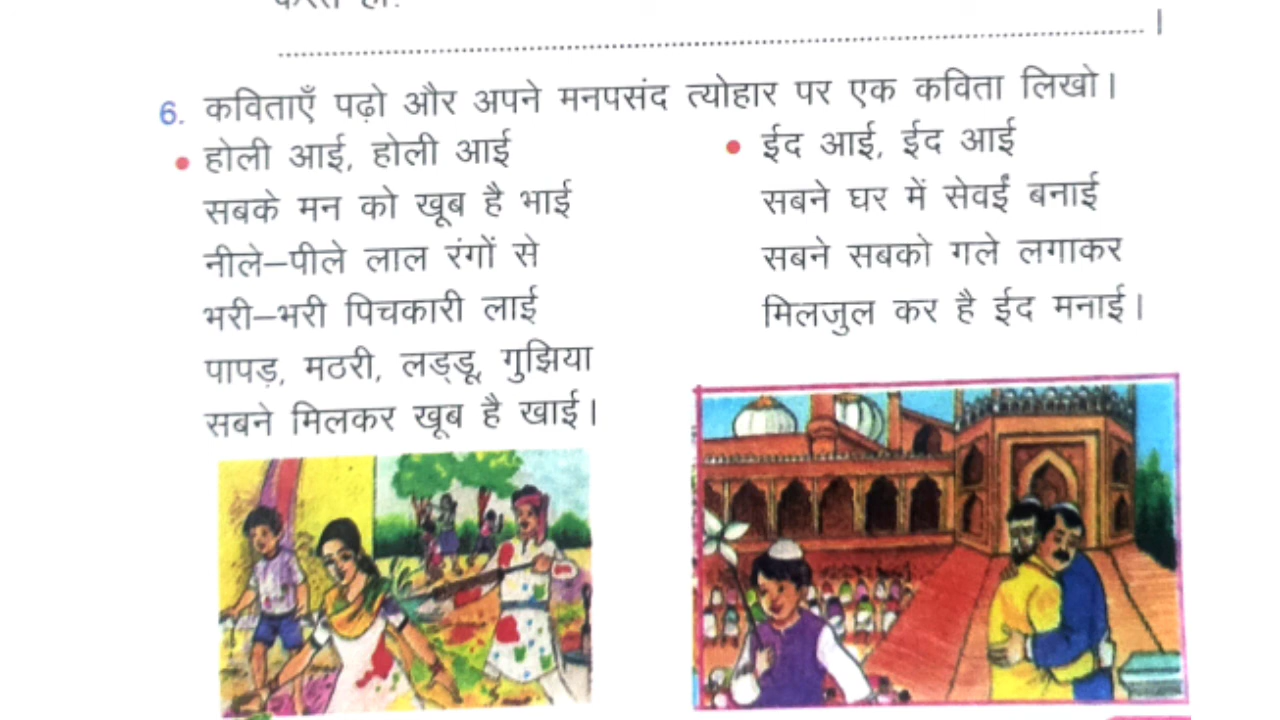 6. कविताएँ पढ़ो और अपने मनपसंद त्योहार पर एक कविता लिखो।
• होली आई, होली आई
सबके मन को खूब है भाई
नीले–पीले लाल रंगों से
भरी–भरी पिचकारी लाई
पापड़, मठरी, लड्डू, गुझिया
सबने मिलकर खूब है खाई।
• ईद आई, ईद आई
सबने घर में सेवईं बनाई
सबने सबको गले लगाकर
मिलजुल कर है ईद मनाई।